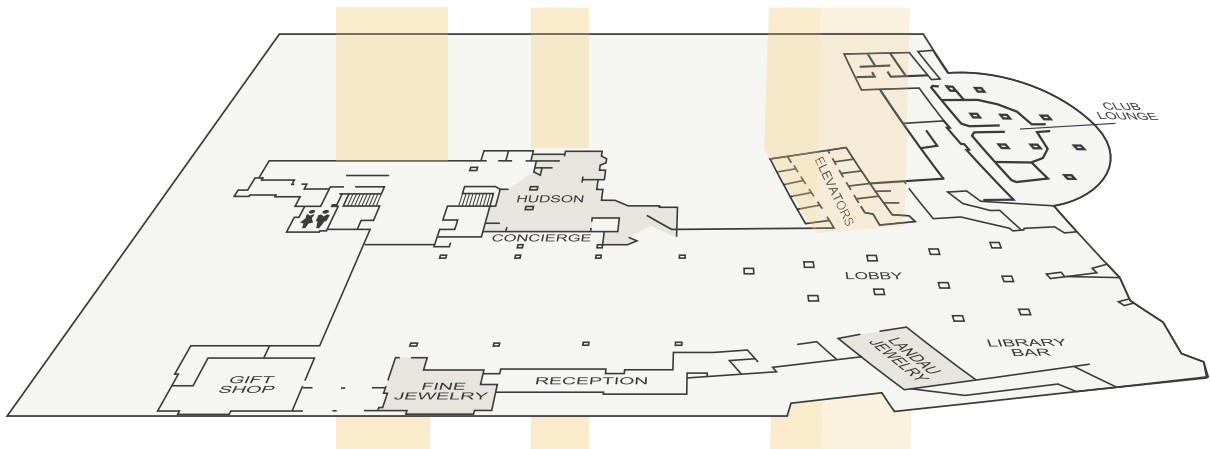 CLUB
LOUNGE
ELEVATORS
HUDSON
CONCIERGE
LOBBY
LIBRARY
BAR
LANDAU
JEWELRY
GIFT
SHOP
FINE
JEWELRY
RECEPTION